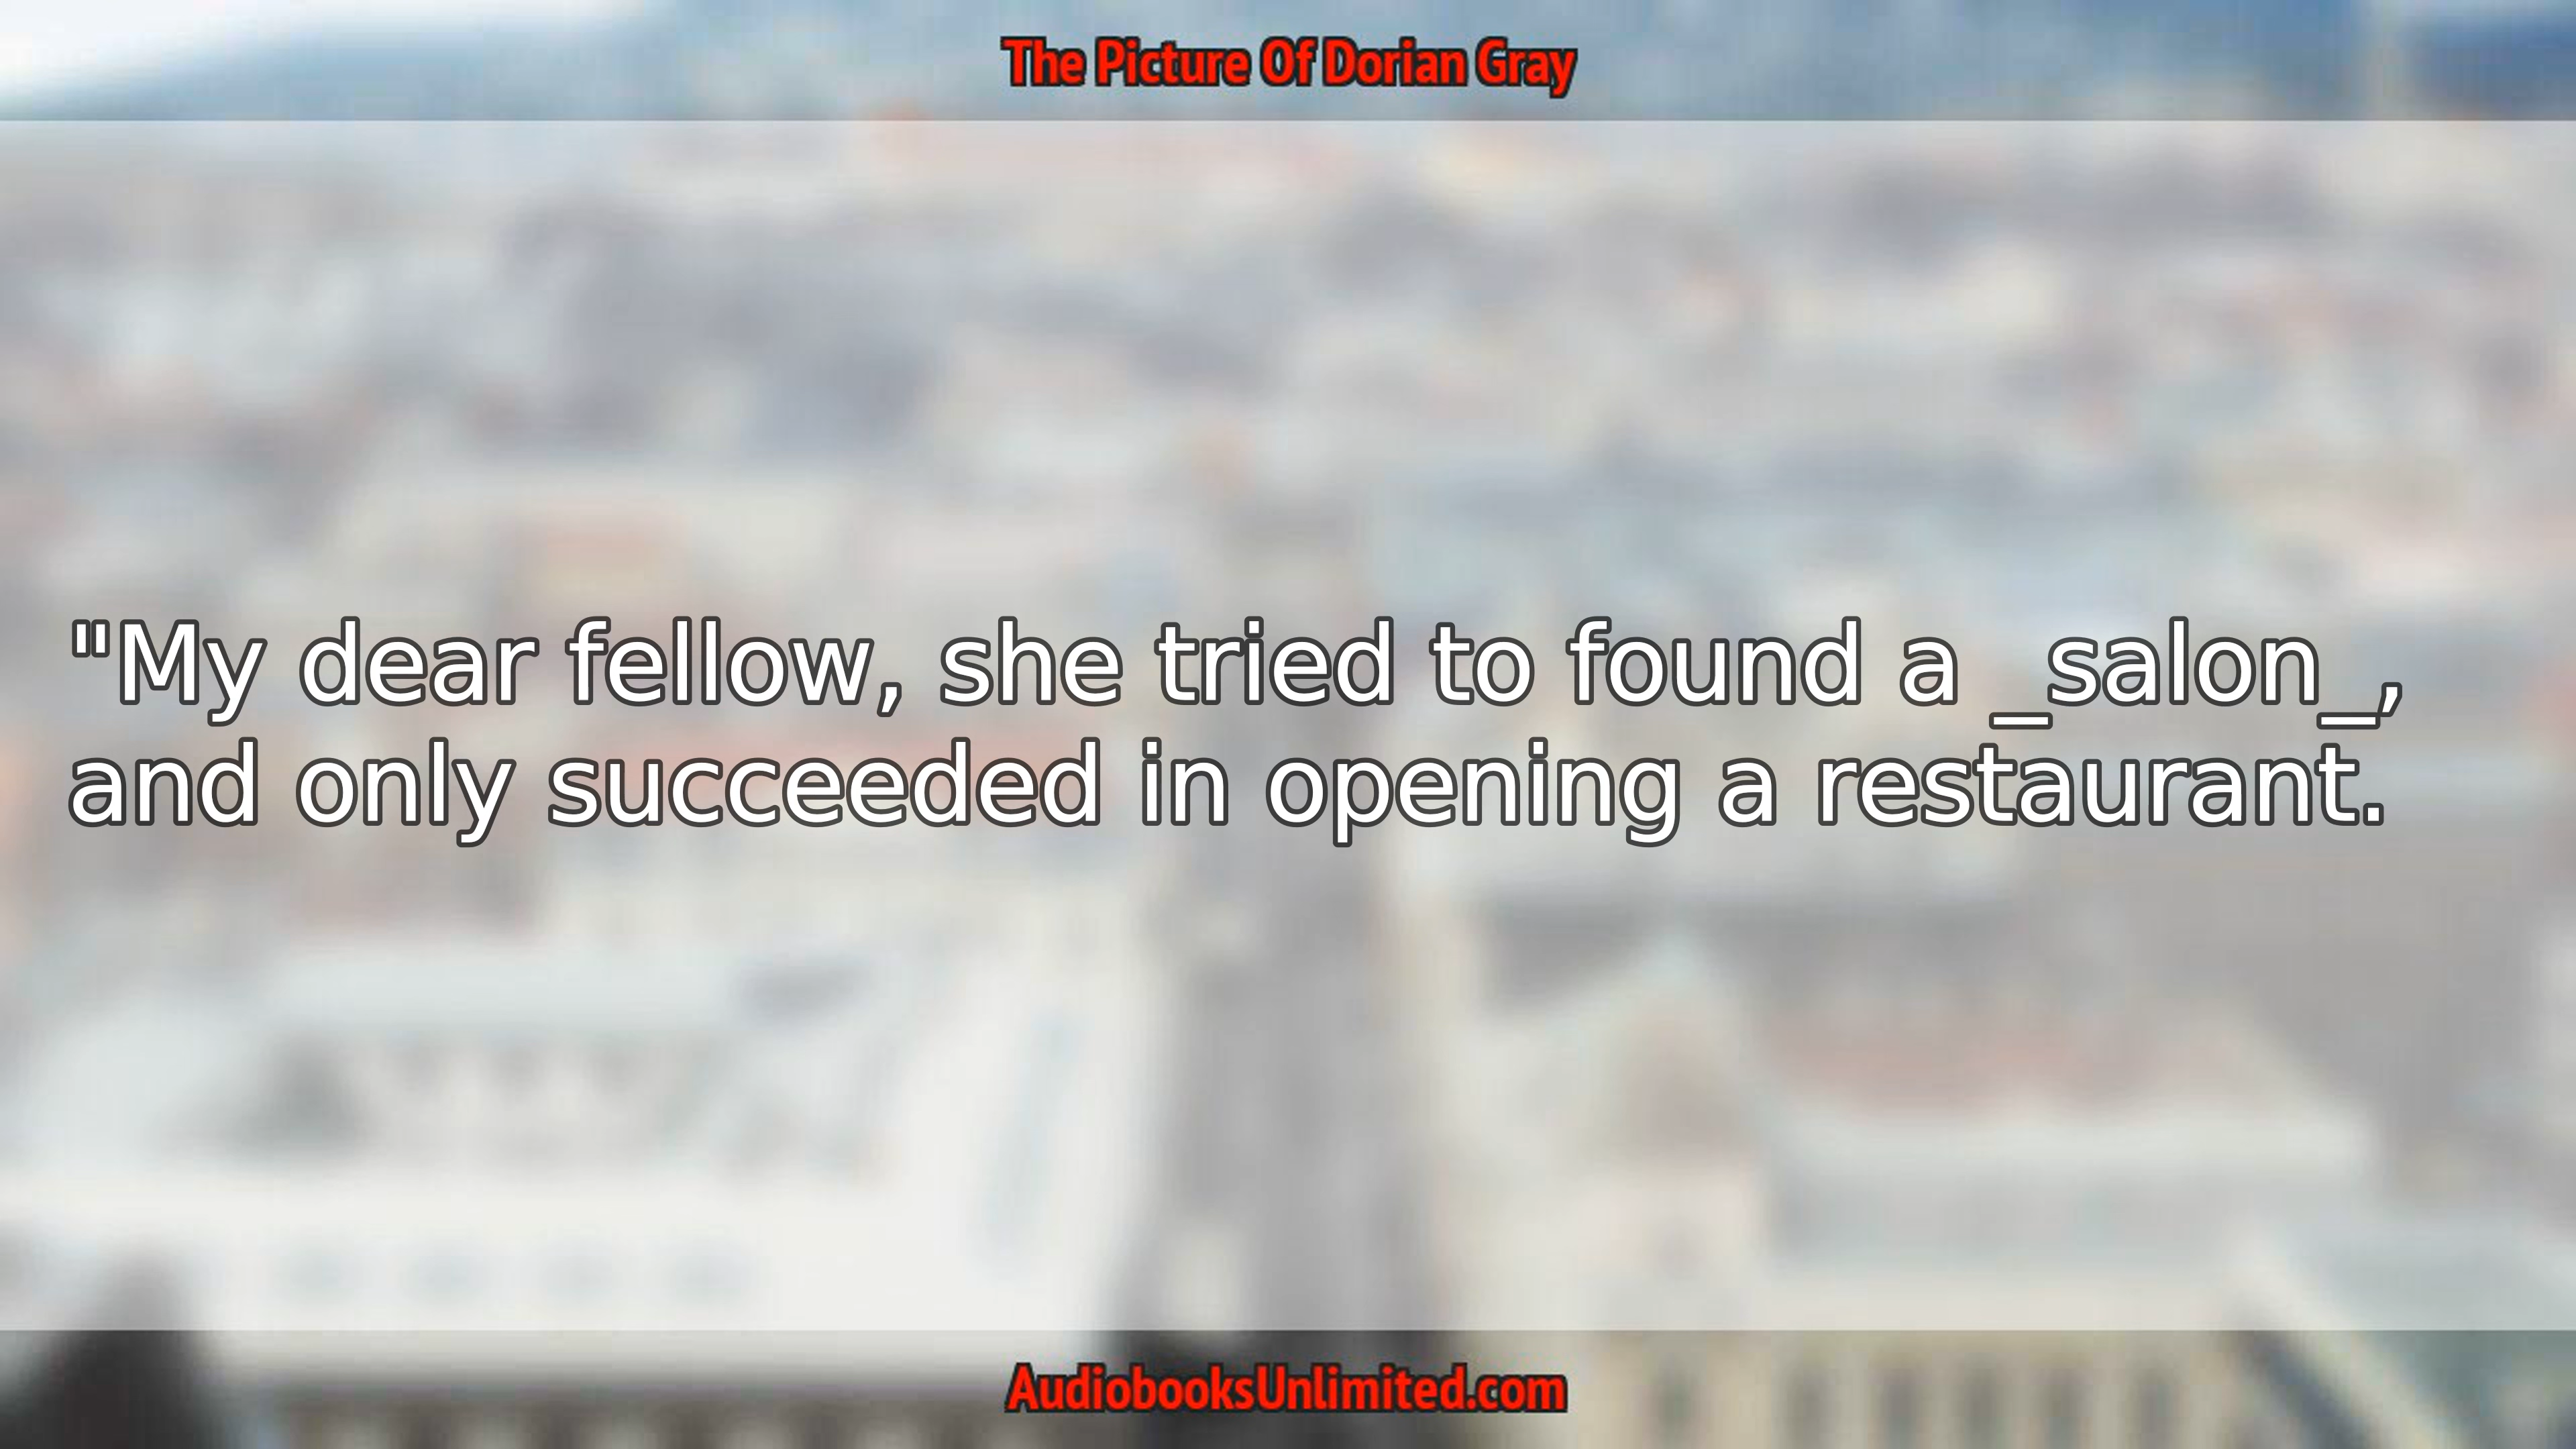 The Picture Of Dorian Gray
"My dear fellow, she tried to found a _salon_,
and only succeeded in opening a restaurant.
AudiobooksUnlimited.com